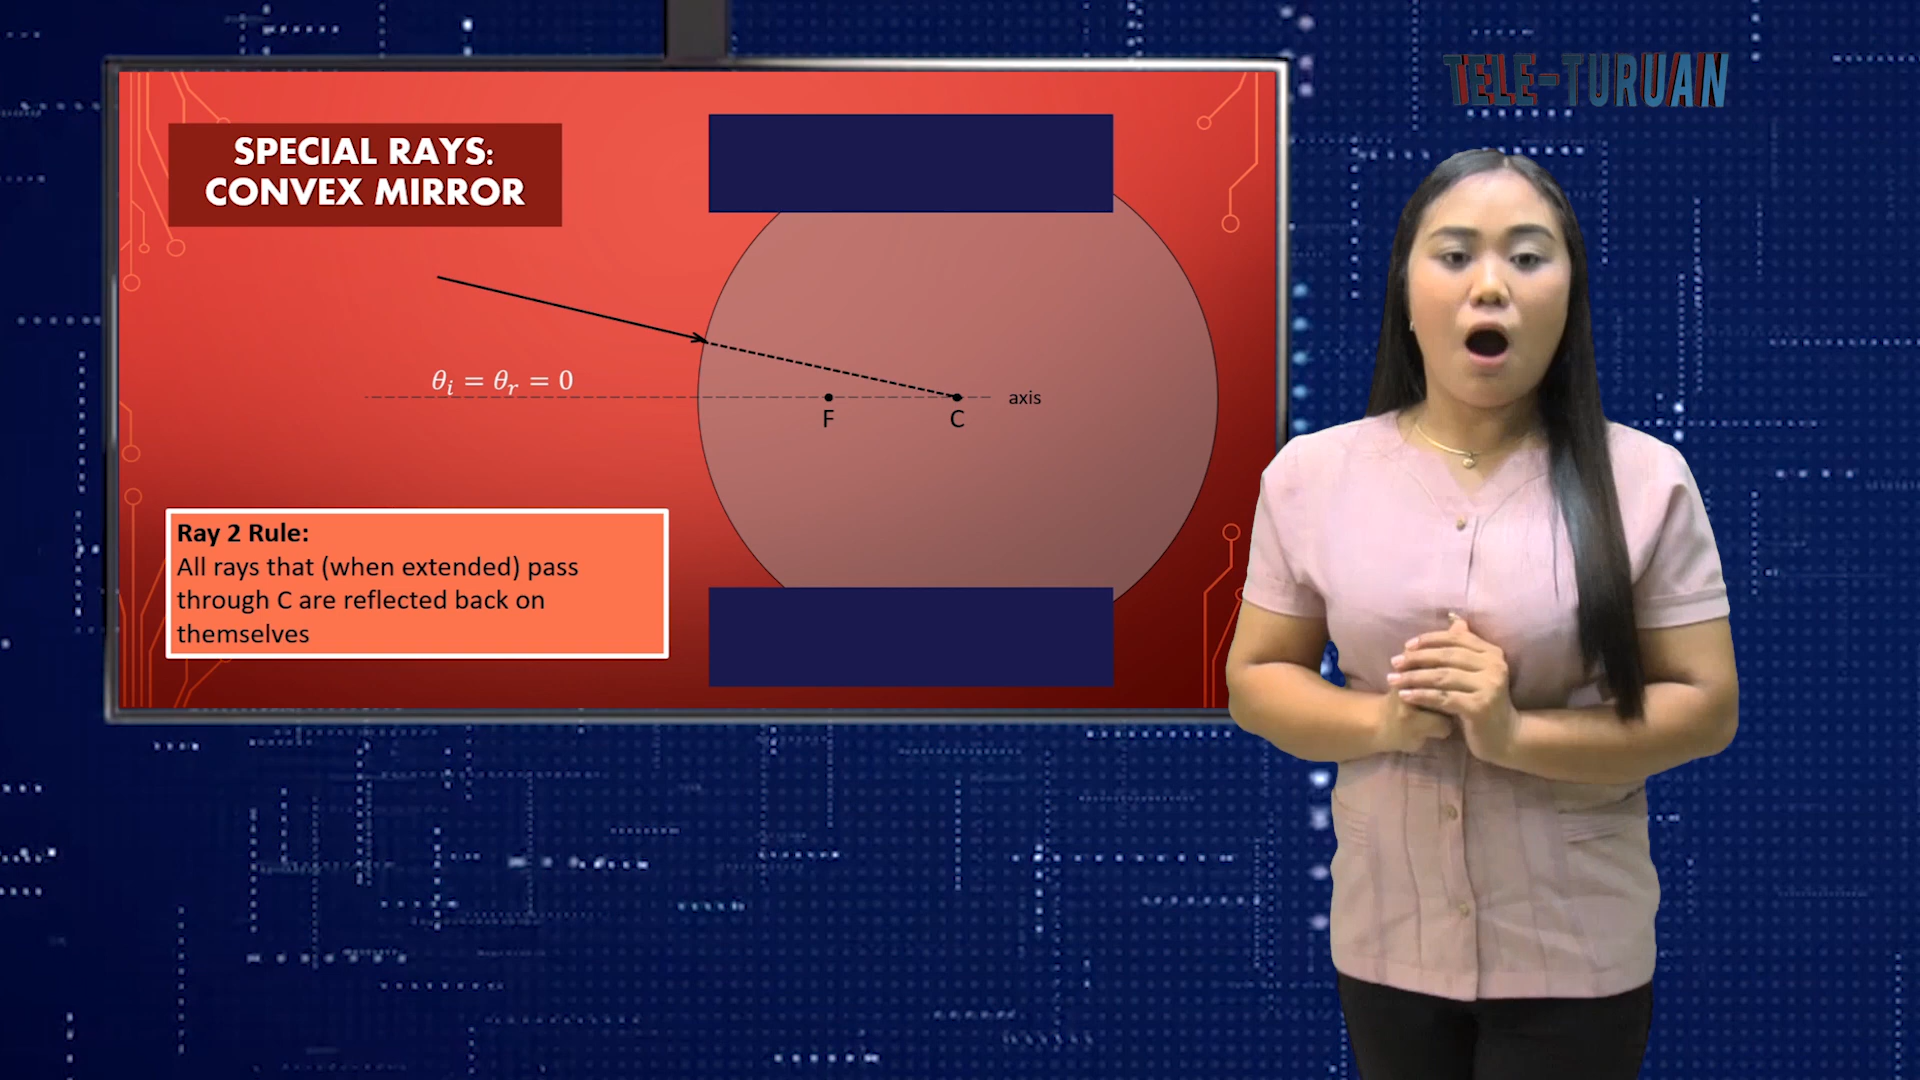 TELE-TURUAN
SPECIAL RAYS:
CONVEX MIRROR
θᵢ = θᵣ = 0
axis
F
C
Ray 2 Rule:
All rays that (when extended) pass
through C are reflected back on
themselves